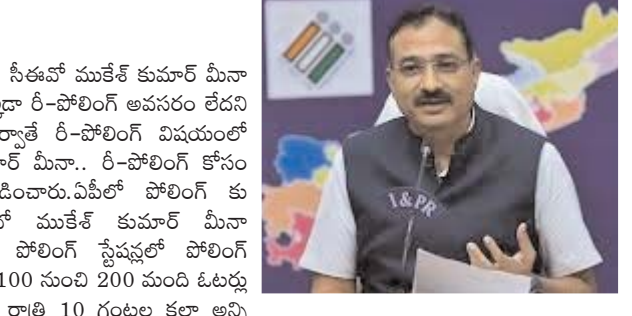 సీఈవో ముకేశ్ కుమార్ మీనా
రీ-పోలింగ్ అవసరం లేదని
రీ-పోలింగ్ విషయంలో
మీనా.. రీ-పోలింగ్ కోసం
ఏపీలో పోలింగ్ కు
ముకేశ్ కుమార్ మీనా
పోలింగ్ స్టేషన్లలో పోలింగ్
100 నుంచి 200 మంది ఓటర్లు
రాత్రి 10 గంటల కల్లా అన్ని
I & PR